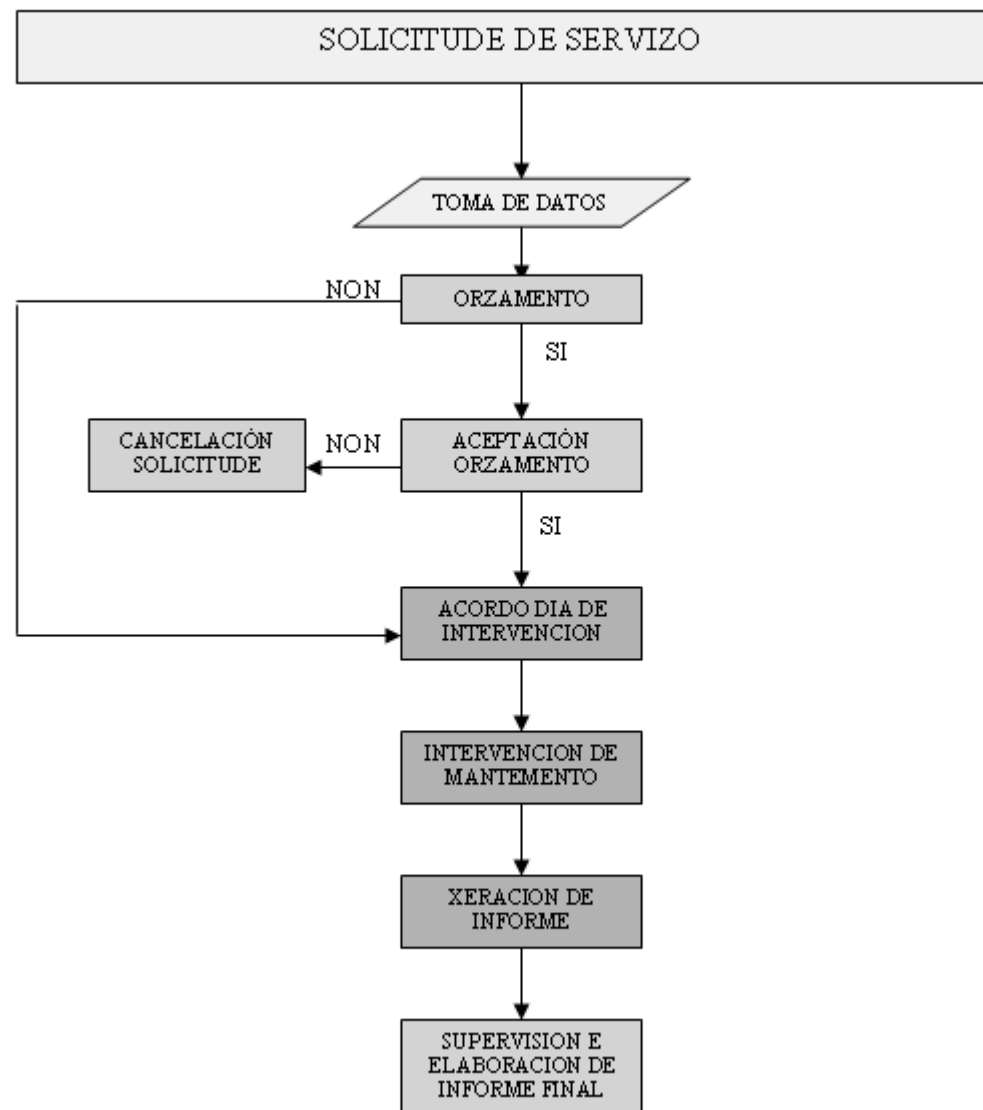 SOLICITUDE DE SERVIZO
TOMA DE DATOS
NON
ORZAMENTO
SI
CANCELACIÓN
SOLICITUDE
NON
ACEPTACIÓN
ORZAMENTO
SI
ACORDO DIA DE
INTERVENCION
INTERVENCION DE
MANTEMENTO
XERACION DE
INFORME
SUPERVISION E
ELABORACION DE
INFORME FINAL